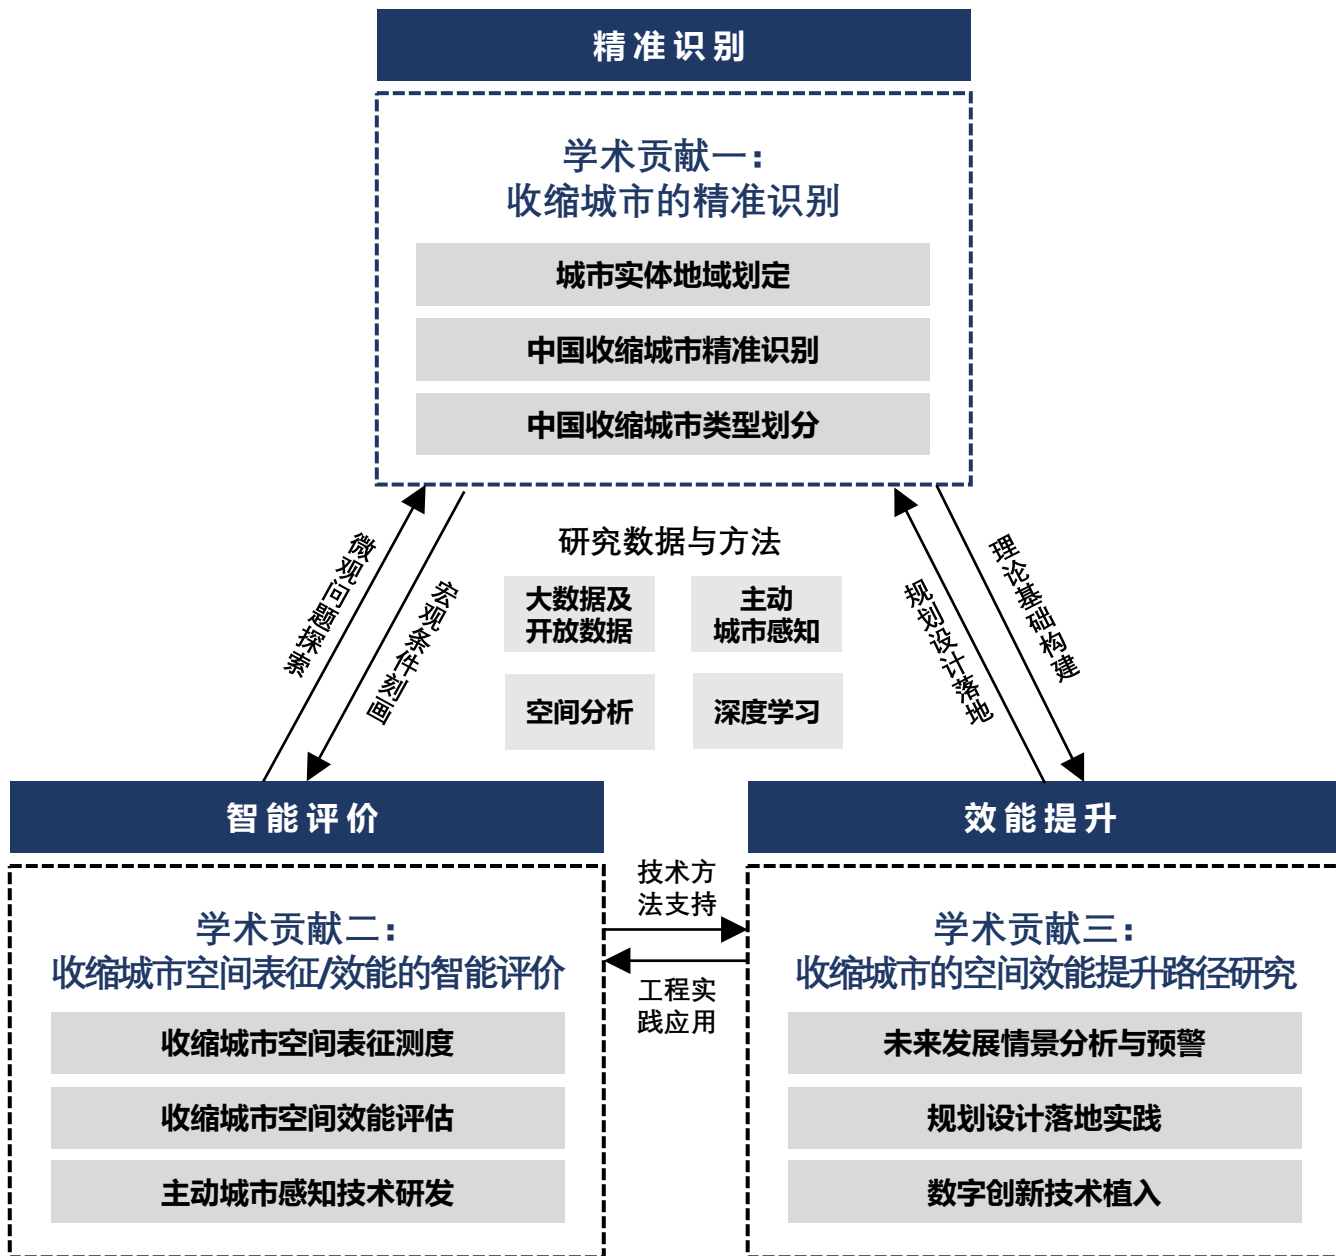 精准识别
学术贡献一：
收缩城市的精准识别
城市实体地域划定
中国收缩城市精准识别
中国收缩城市类型划分
微观问题探索
宏观条件刻画
研究数据与方法
大数据及
开放数据
主动
城市感知
空间分析
深度学习
规划设计落地
理论基础构建
智能评价
学术贡献二：
收缩城市空间表征/效能的智能评价
收缩城市空间表征测度
收缩城市空间效能评估
主动城市感知技术研发
技术方
法支持
工程实
践应用
效能提升
学术贡献三：
收缩城市的空间效能提升路径研究
未来发展情景分析与预警
规划设计落地实践
数字创新技术植入